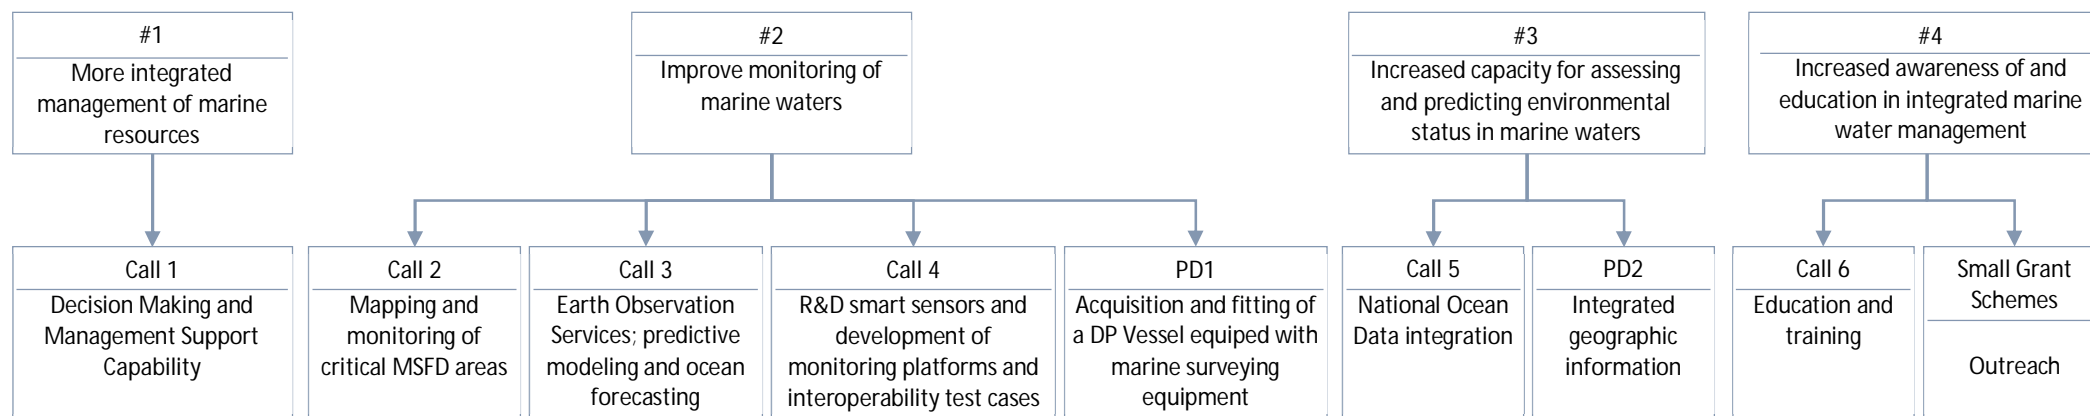 #1
More integrated
management of marine
resources
#2
Improve monitoring of
marine waters
#3
Increased capacity for assessing
and predicting environmental
status in marine waters
#4
Increased awareness of and
education in integrated marine
water management
Call 1
Decision Making and
Management Support
Capability
Call 2
Mapping and
monitoring of
critical MSFD areas
Call 3
Earth Observation
Services; predictive
modeling and ocean
forecasting
Call 4
R&D smart sensors and
development of
monitoring platforms and
interoperability test cases
PD1
Acquisition and fitting of
a DP Vessel equiped with
marine surveying
equipment
Call 5
National Ocean
Data integration
PD2
Integrated
geographic
information
Call 6
Education and
training
Small Grant
Schemes
Outreach